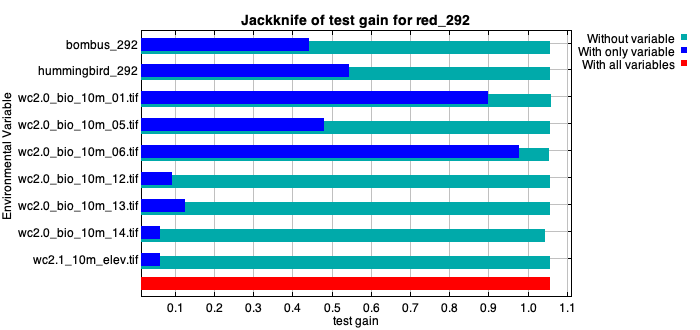 Jackknife of test gain for red_292
Without variable
With only variable
With all variables
Environmental Variable
bombus_292
hummingbird_292
wc2.0_bio_10m_01.tif
wc2.0_bio_10m_05.tif
wc2.0_bio_10m_06.tif
wc2.0_bio_10m_12.tif
wc2.0_bio_10m_13.tif
wc2.0_bio_10m_14.tif
wc2.1_10m_elev.tif
0.1 0.2 0.3 0.4 0.5 0.6 0.7 0.8 0.9 1.0 1.1
test gain